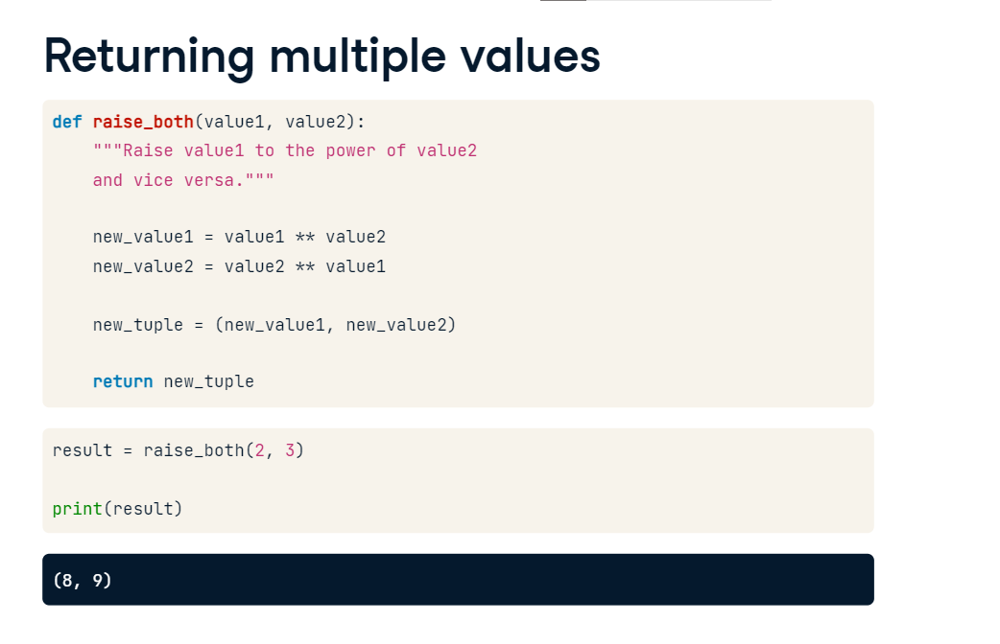 Returning multiple values
def raise_both(value1, value2):
    """Raise value1 to the power of value2
    and vice versa."""
    new_value1 = value1 ** value2
    new_value2 = value2 ** value1
    new_tuple = (new_value1, new_value2)
    return new_tuple
result = raise_both(2, 3)
print(result)
(8, 9)